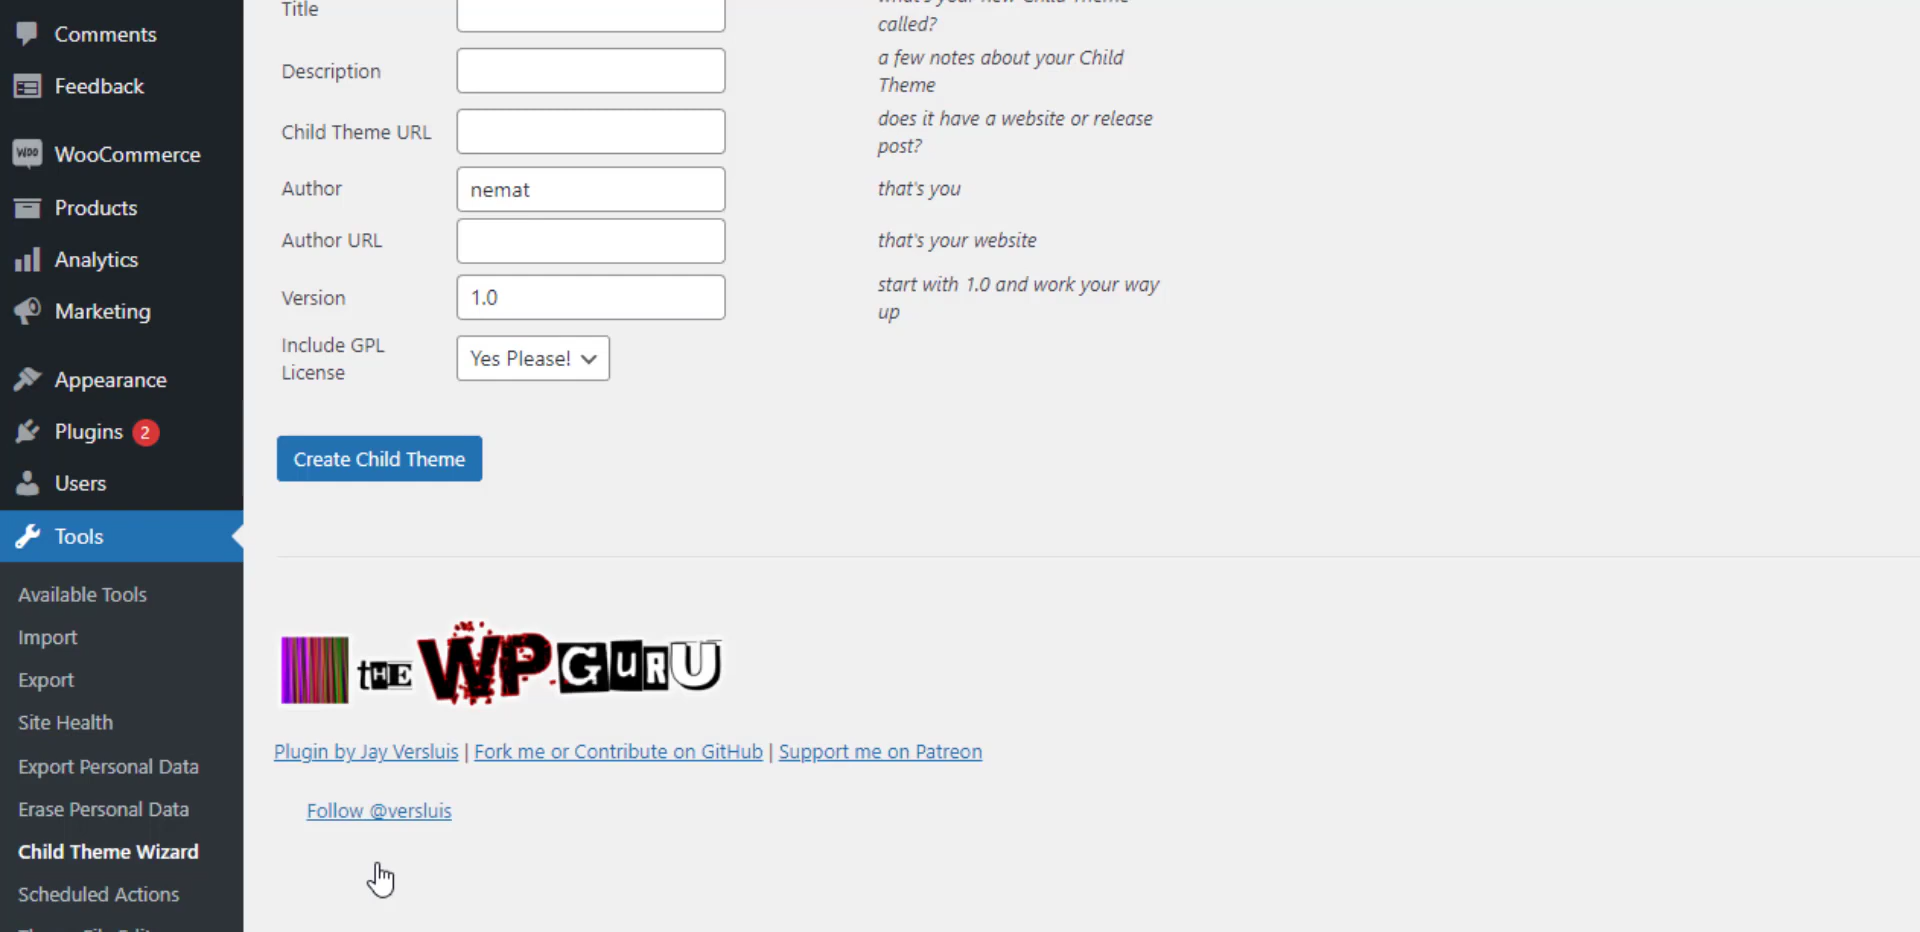 Comments
Feedback
WooCommerce
Products
Analytics
Marketing
Appearance
Plugins 2
Users
Tools
Available Tools
Import
Export
Site Health
Export Personal Data
Erase Personal Data
Child Theme Wizard
Scheduled Actions
Title
called?
Description
a few notes about your Child
Theme
Child Theme URL
does it have a website or release
post?
Author
nemat
that's you
Author URL
that's your website
Version
1.0
start with 1.0 and work your way
up
Include GPL
License
Yes Please!
Create Child Theme
THE WP GURU
Plugin by Jay Versluis | Fork me or Contribute on GitHub | Support me on Patreon
Follow @versluis